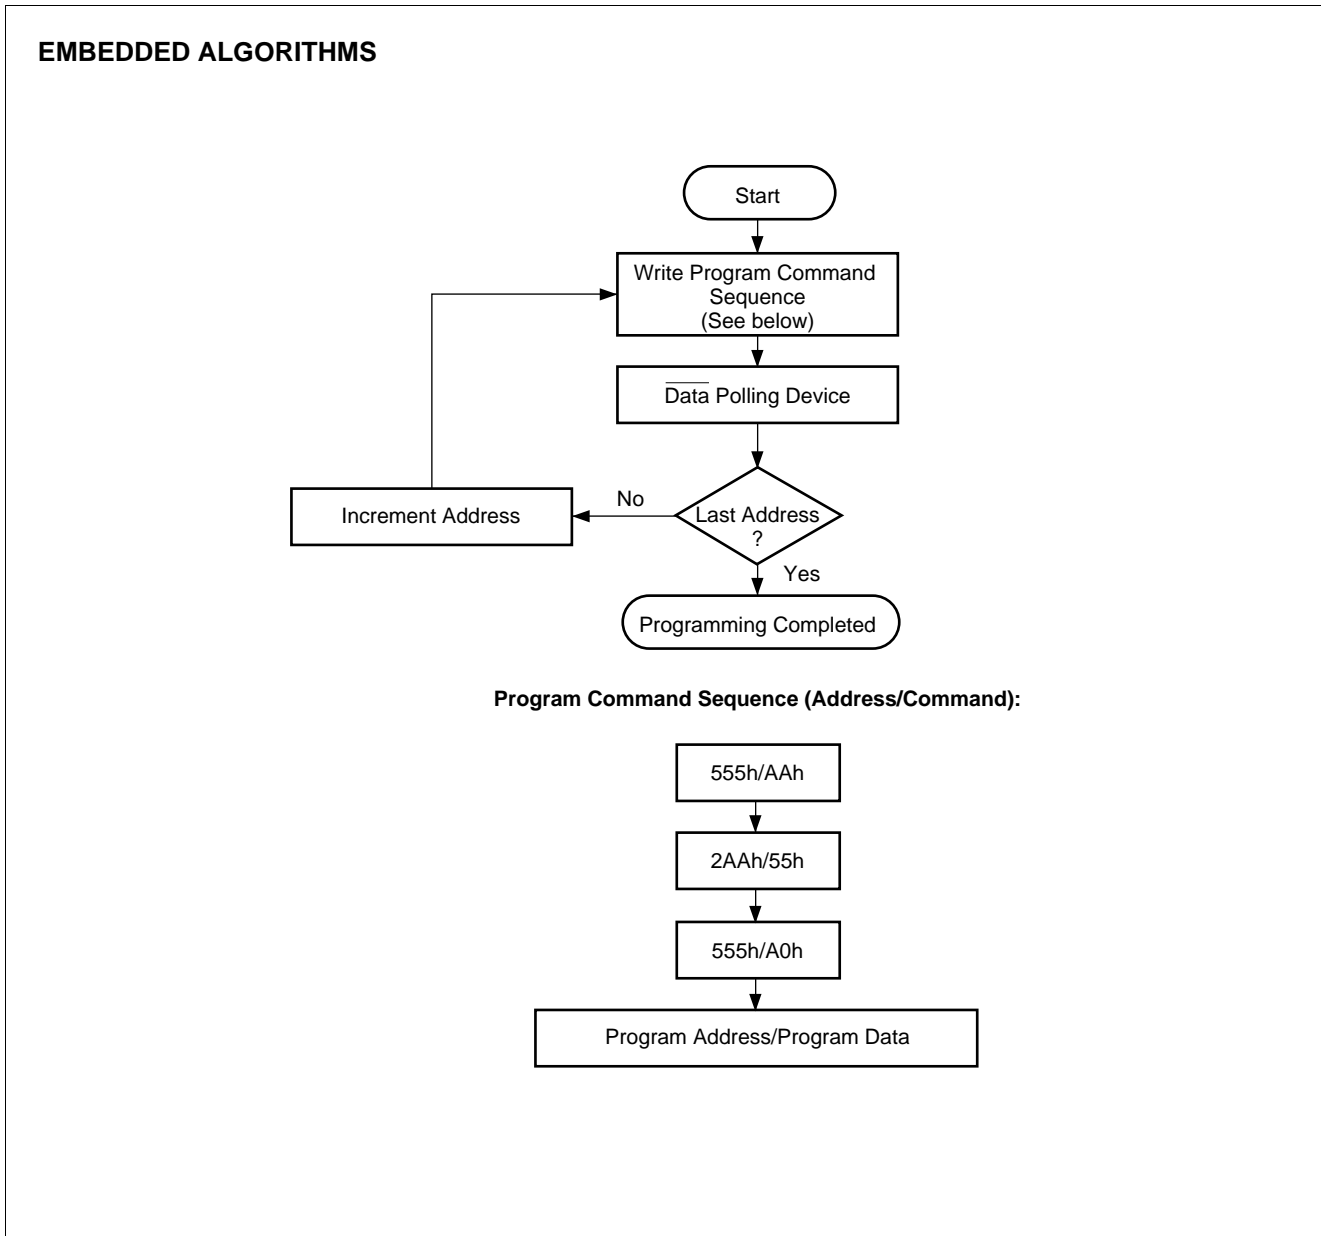 EMBEDDED ALGORITHMS
Start
Write Program Command
Sequence
(See below)
Data Polling Device
Increment Address
No
Last Address
?
Yes
Programming Completed
Program Command Sequence (Address/Command):
555h/AAh
2AAh/55h
555h/A0h
Program Address/Program Data